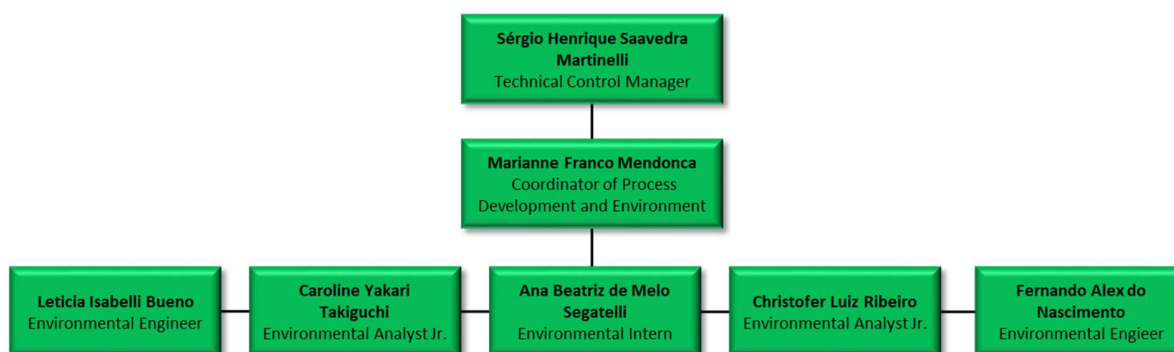 Sérgio Henrique Saavedra
Martinelli
Technical Control Manager
Marianne Franco Mendonca
Coordinator of Process
Development and Environment
Leticia Isabelli Bueno
Environmental Engineer
Caroline Yakari
Takiguchi
Environmental Analyst Jr.
Ana Beatriz de Melo
Segatelli
Environmental Intern
Christofer Luiz Ribeiro
Environmental Analyst Jr.
Fernando Alex do
Nascimento
Environmental Engieer